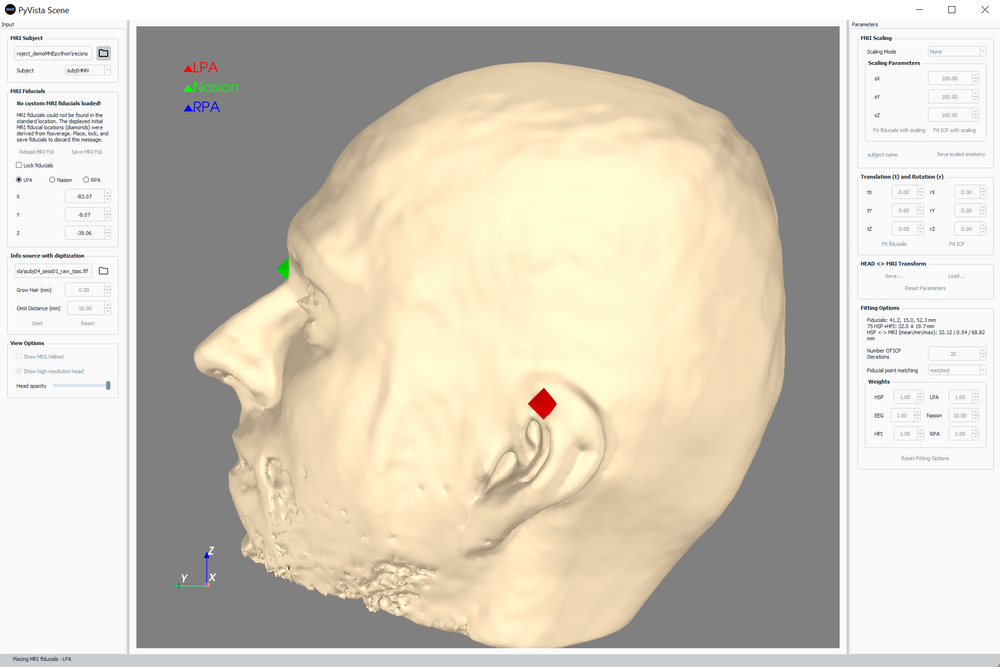 MNE PyVista Scene
Input
MRI Subject
roject_demoMNEpython\recons
Subject subj04NN
MRI Fiducials
No custom MRI fiducials loaded!
MRI fiducials could not be found in the
standard location. The displayed initial
MRI fiducial locations (diamonds) were
derived from fsaverage. Place, lock, and
save fiducials to discard this message.
Reload MRI Fid. Save MRI Fid.
Lock fiducials
LPA Nasion RPA
X -83.07
Y -8.07
Z -39.06
Info source with digitization
ata\subj04_sess01_raw_tsss.fif
Grow Hair (mm) 0.00
Omit Distance (mm) 10.00
Omit Reset
View Options
Show MEG helmet
Show high-resolution head
Head opacity
LPA
Nasion
RPA
Z
Y X
Parameters
MRI Scaling
Scaling Mode None
Scaling Parameters
sX 100.00
sY 100.00
sZ 100.00
Fit fiducials with scaling Fit ICP with scaling
subject name Save scaled anatomy
Translation (t) and Rotation (r)
tX 0.00 rX 0.00
tY 0.00 rY 0.00
tZ 0.00 rZ 0.00
Fit fiducials Fit ICP
HEAD <> MRI Transform
Save... Load...
Reset Parameters
Fitting Options
Fiducials: 41.2, 15.0, 52.3 mm
75 HSP+HPI: 32.0 ± 19.7 mm
HSP <-> MRI (mean/min/max): 32.12 / 0.54 / 68.82
mm
Number Of ICP
Iterations 20
Fiducial point matching matched
Weights
HSP 1.00 LPA 1.00
EEG 1.00 Nasion 10.00
HPI 1.00 RPA 1.00
Reset Fitting Options
Placing MRI fiducials - LPA